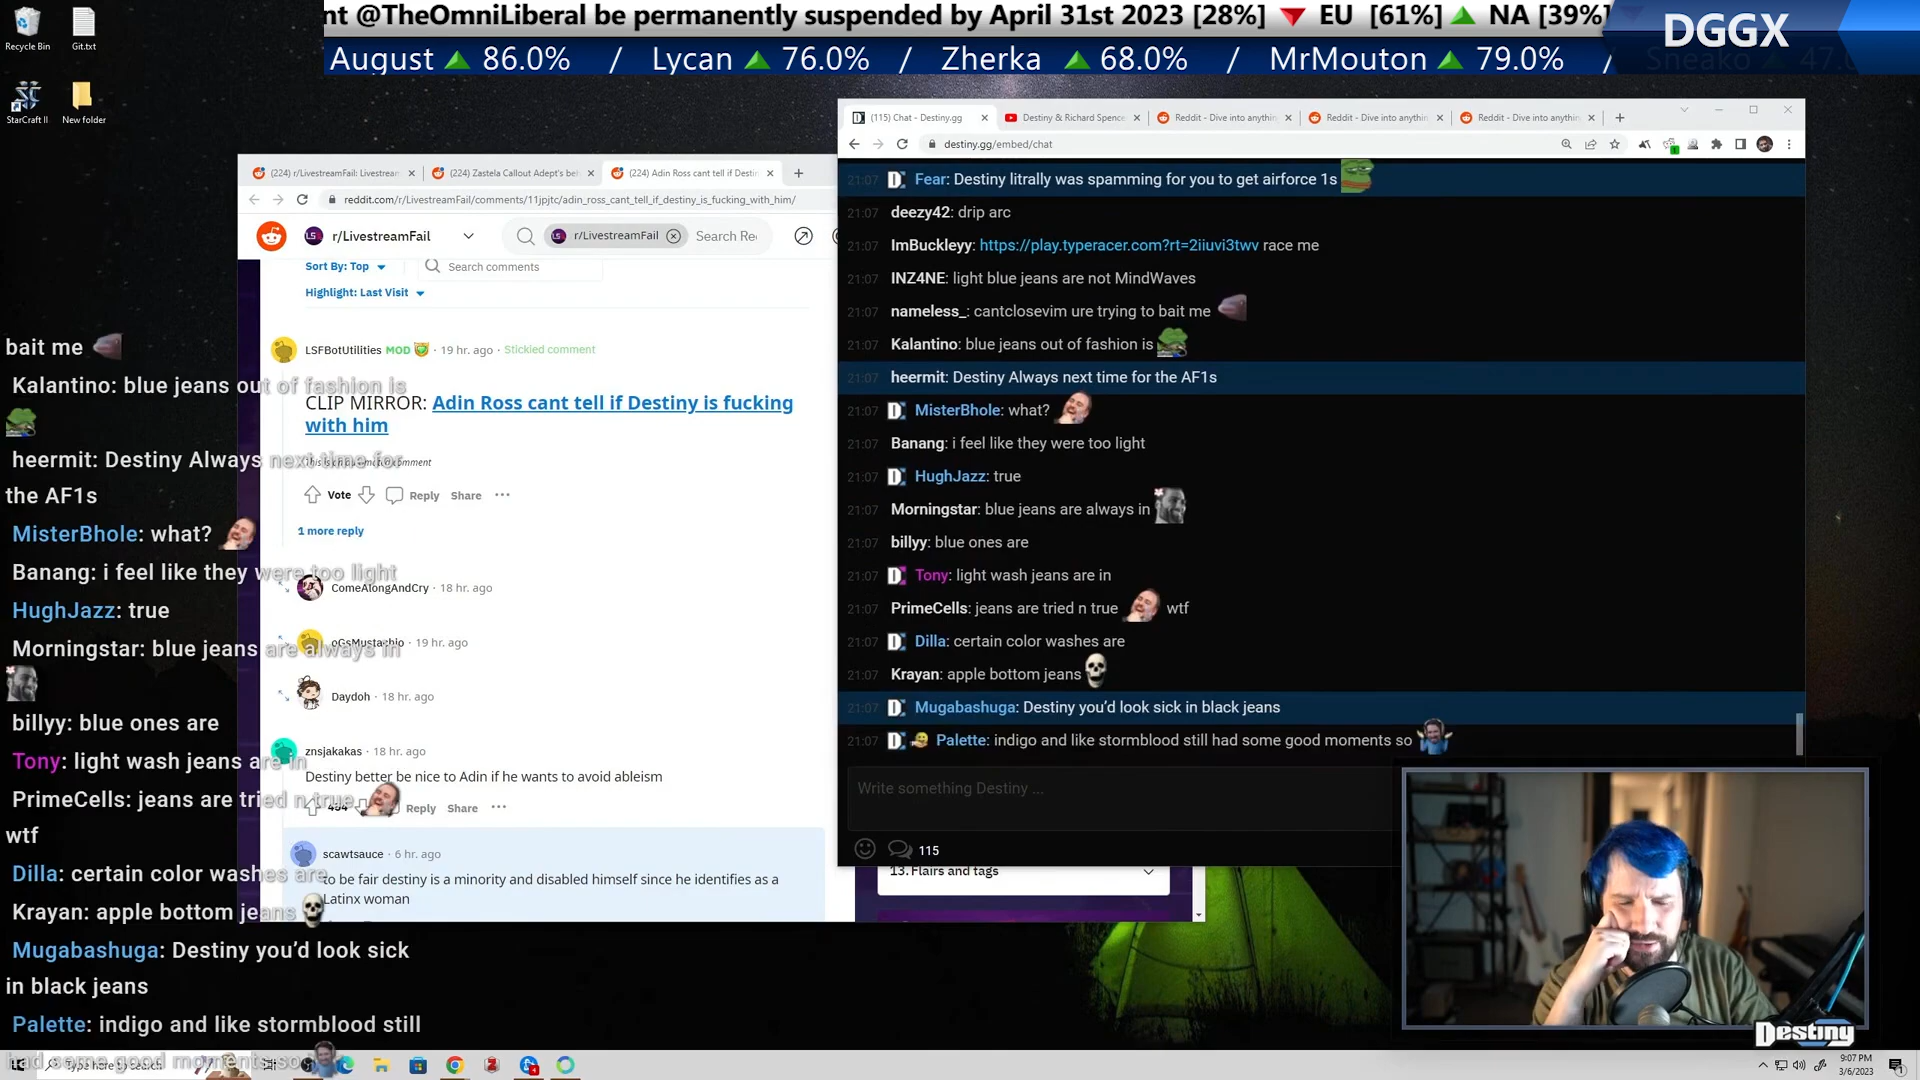 nt @TheOmniLiberal be permanently suspended by April 31st 2023 [28%] EU [61%] NA [39%]
DGGX
August 86.0% / Lycan 76.0% / Zherka 68.0% / MrMouton 79.0% / Sneako 47.0
Recycle Bin
Git.txt
StarCraft II
New folder
(224) r/LivestreamFail: Livestream
(224) Zastela Callout Adept's bel
(224) Adin Ross cant tell if Destin
reddit.com/r/LivestreamFail/comments/11jpjtc/adin_ross_cant_tell_if_destiny_is_fucking_with_him/
r/LivestreamFail
r/LivestreamFail
Search Re
Sort By: Top
Search comments
Highlight: Last Visit
LSFBotUtilities MOD · 19 hr. ago · Stickied comment
CLIP MIRROR: Adin Ross cant tell if Destiny is fucking
with him
comment
Vote
Reply
Share
1 more reply
ComeAlongAndCry · 18 hr. ago
oGsMustachio · 19 hr. ago
Daydoh · 18 hr. ago
znsjakakas · 18 hr. ago
Destiny better be nice to Adin if he wants to avoid ableism
Reply
Share
scawtsauce · 6 hr. ago
to be fair destiny is a minority and disabled himself since he identifies as a
Latinx woman
bait me
Kalantino: blue jeans out of fashion is
heermit: Destiny Always next time for
the AF1s
MisterBhole: what?
Banang: i feel like they were too light
HughJazz: true
Morningstar: blue jeans are always in
billyy: blue ones are
Tony: light wash jeans are in
PrimeCells: jeans are tried n true
wtf
Dilla: certain color washes are
Krayan: apple bottom jeans
Mugabashuga: Destiny you'd look sick
in black jeans
Palette: indigo and like stormblood still
had some good moments so
(115) Chat - Destiny.gg
Destiny & Richard Spence
Reddit - Dive into anythin
Reddit - Dive into anythin
Reddit - Dive into anythin
destiny.gg/embed/chat
21:07 Fear: Destiny litrally was spamming for you to get airforce 1s
21:07 deezy42: drip arc
21:07 ImBuckleyy: https://play.typeracer.com?rt=2iiuvi3twv race me
21:07 INZ4NE: light blue jeans are not MindWaves
21:07 nameless_: cantclosevim ure trying to bait me
21:07 Kalantino: blue jeans out of fashion is
21:07 heermit: Destiny Always next time for the AF1s
21:07 MisterBhole: what?
21:07 Banang: i feel like they were too light
21:07 HughJazz: true
21:07 Morningstar: blue jeans are always in
21:07 billyy: blue ones are
21:07 Tony: light wash jeans are in
21:07 PrimeCells: jeans are tried n true wtf
21:07 Dilla: certain color washes are
21:07 Krayan: apple bottom jeans
21:07 Mugabashuga: Destiny you'd look sick in black jeans
21:07 Palette: indigo and like stormblood still had some good moments so
Write something Destiny ...
115
13. Flairs and tags
Destiny
Type here to search
9:07 PM
3/6/2023